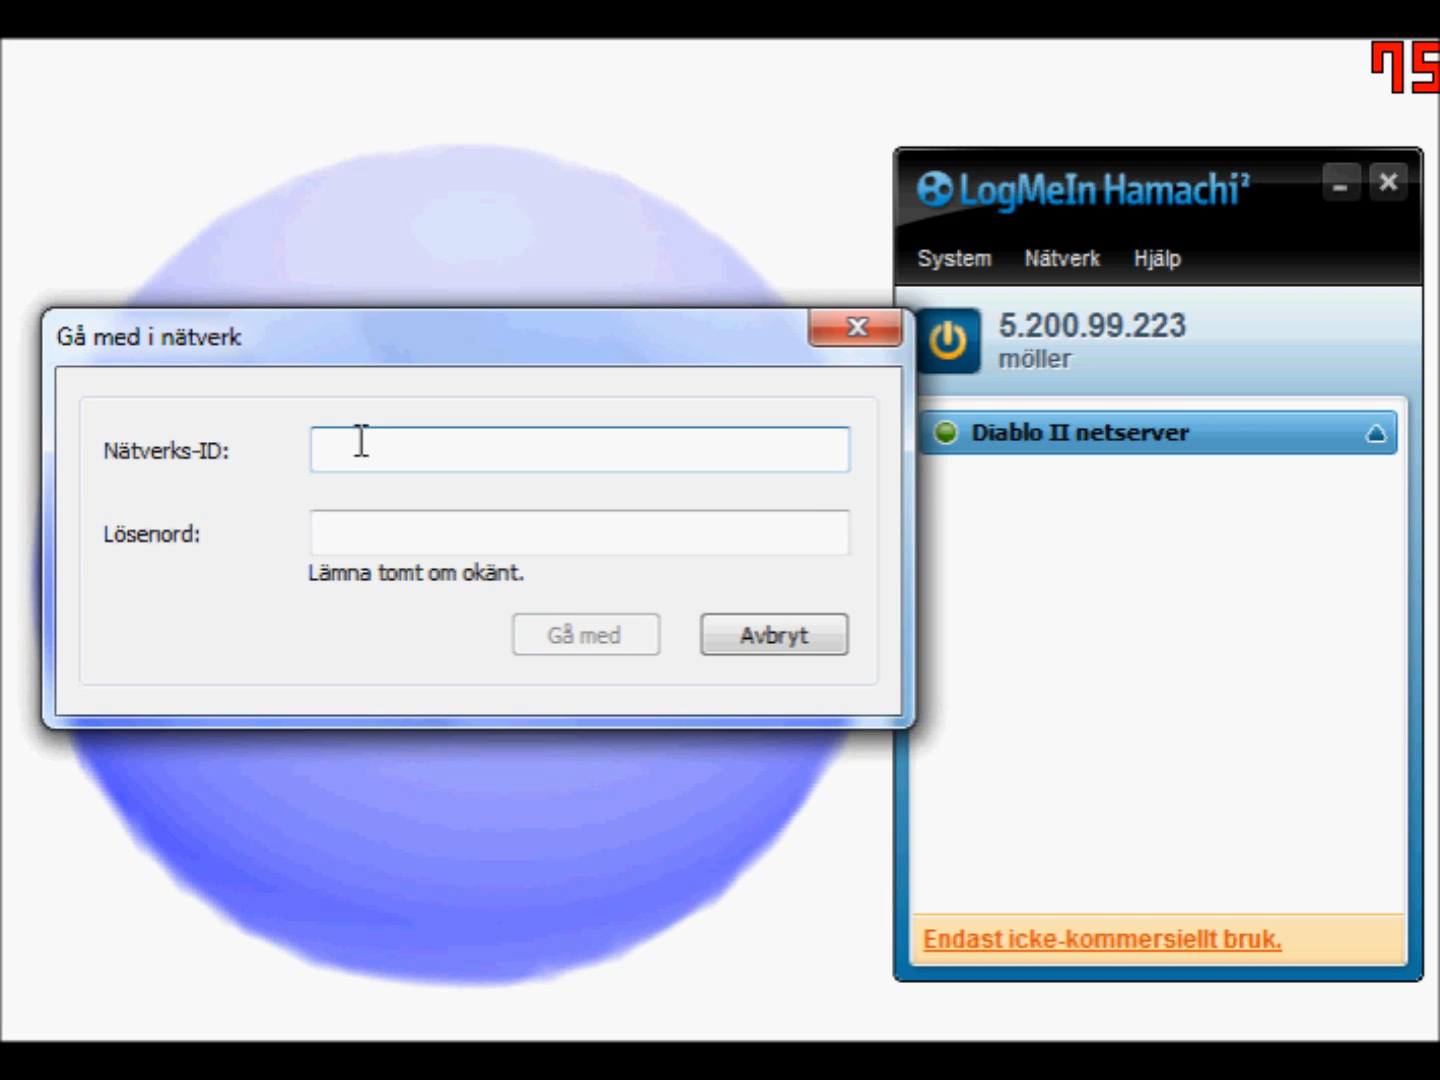 75
LogMeIn Hamachi²
System Nätverk Hjälp
5.200.99.223
möller
Diablo II netserver
Endast icke-kommersiellt bruk.
Gå med i nätverk
Nätverks-ID:
Lösenord:
Lämna tomt om okänt.
Gå med Avbryt